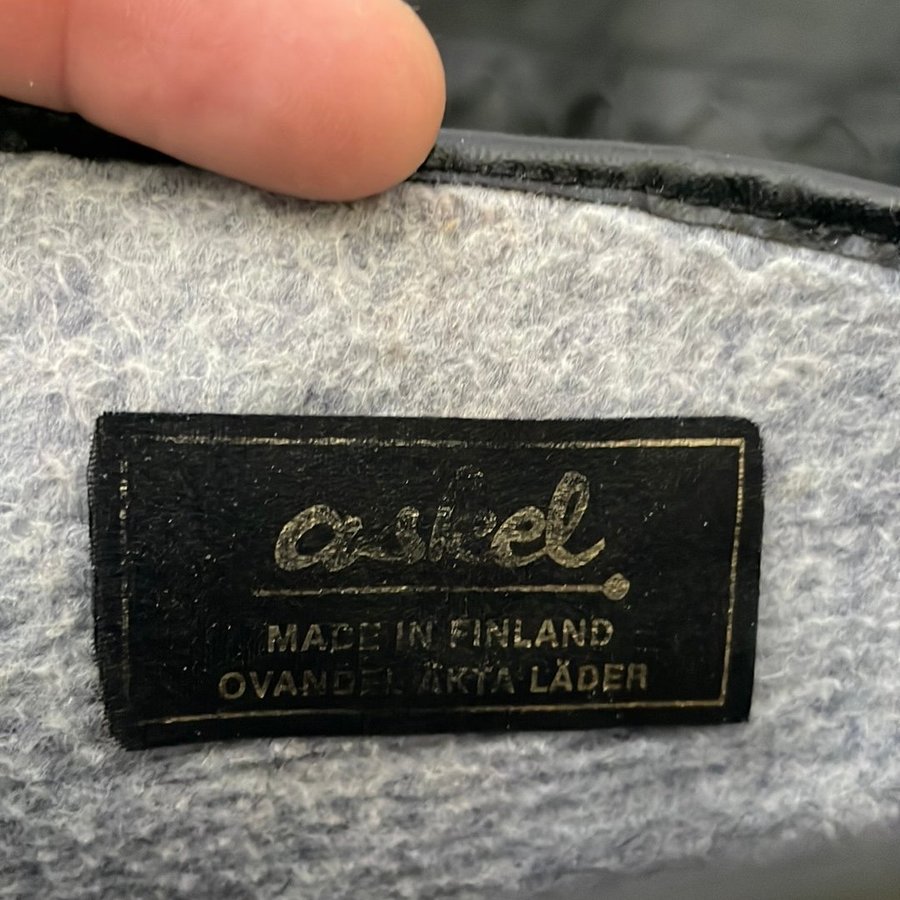 askel
MADE IN FINLAND
OVANDEL ÄKTA LÄDER